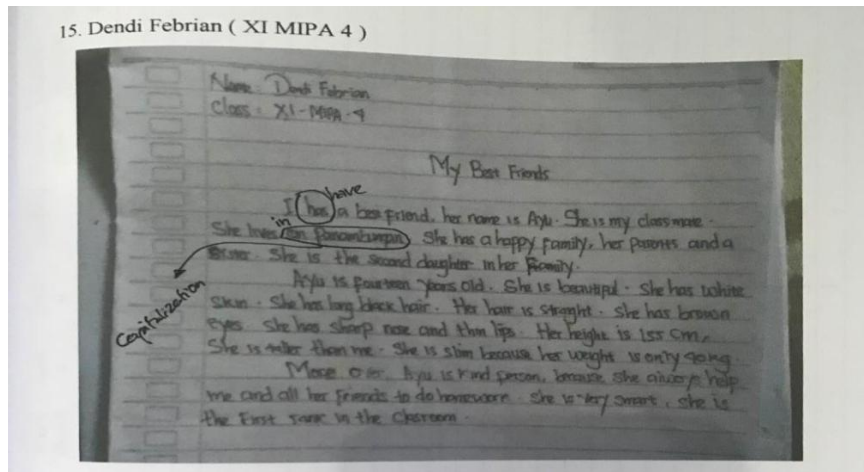 15. Dendi Febrian ( XI MIPA 4 )
Name : Dendi Febrian
Class : XI-MIPA-4
My Best Friends
have
I has a best friend. her name is Ayu. She is my classmate.
in
She lives on Panambungan She has a happy family, her parents and a
Sister. She is the second daughter in her Family.
Capitalization
Ayu is fourteen years old. She is beautiful. She has white
Skin. She has long black hair. Her hair is straight. She has brown
eyes. She has sharp nose and thin lips. Her height is 155 cm,
She is taller than me. She is slim because her weight is only
More over Ayu is kind person, because she always help
me and all her friends to do homework. She is very smart, she is
the First rank in the classroom.